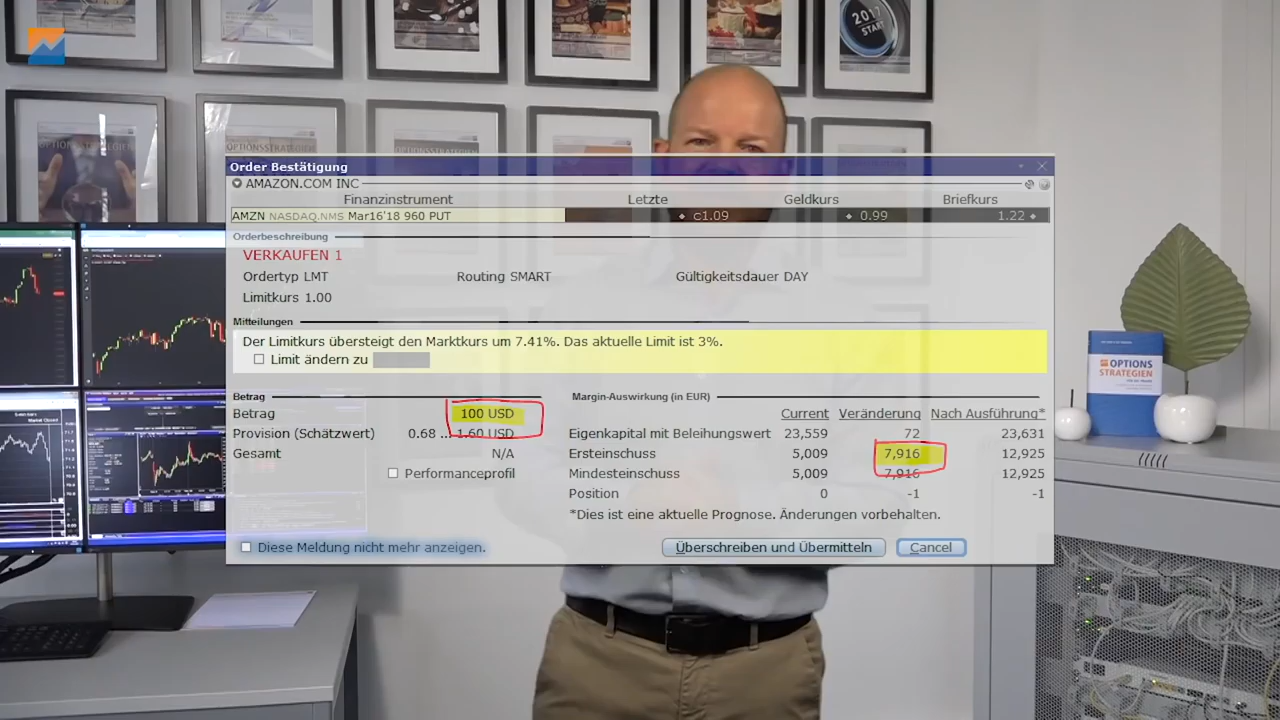 2017
START
OPTIONSSTRATEGIEN
OPTIONSSTRATEGIEN
Order Bestätigung
AMAZON.COM INC
Finanzinstrument Letzte Geldkurs Briefkurs
AMZN NASDAQ.NMS Mar16'18 960 PUT c1.09 0.99 1.22
Orderbeschreibung
VERKAUFEN 1
Ordertyp LMT Routing SMART Gültigkeitsdauer DAY
Limitkurs 1.00
Mitteilungen
Der Limitkurs übersteigt den Marktkurs um 7.41%. Das aktuelle Limit ist 3%.
Limit ändern zu
Betrag Margin-Auswirkung (in EUR)
Betrag 100 USD Current Veränderung Nach Ausführung*
Provision (Schätzwert) 0.68 ... 1.60 USD Eigenkapital mit Beleihungswert 23,559 72 23,631
Gesamt N/A Ersteinschuss 5,009 7,916 12,925
Performanceprofil Mindesteinschuss 5,009 7,916 12,925
Position 0 -1 -1
*Dies ist eine aktuelle Prognose. Änderungen vorbehalten.
Diese Meldung nicht mehr anzeigen. Überschreiben und Übermitteln Cancel
OPTIONS
STRATEGIEN